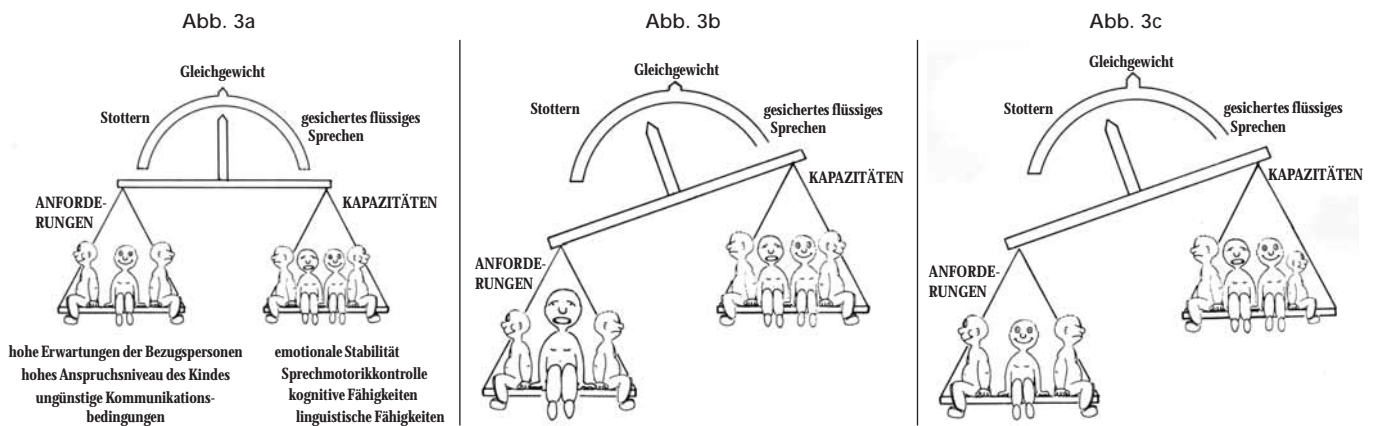 Abb. 3a
Gleichgewicht
Stottern
gesichertes flüssiges
Sprechen
ANFORDE-
RUNGEN
KAPAZITÄTEN
hohe Erwartungen der Bezugspersonen
hohes Anspruchsniveau des Kindes
ungünstige Kommunikations-
bedingungen
emotionale Stabilität
Sprechmotorikkontrolle
kognitive Fähigkeiten
linguistische Fähigkeiten
Abb. 3b
Gleichgewicht
Stottern
gesichertes flüssiges
Sprechen
KAPAZITÄTEN
ANFORDE-
RUNGEN
Abb. 3c
Gleichgewicht
Stottern
gesichertes flüssiges
Sprechen
KAPAZITÄTEN
ANFORDE-
RUNGEN